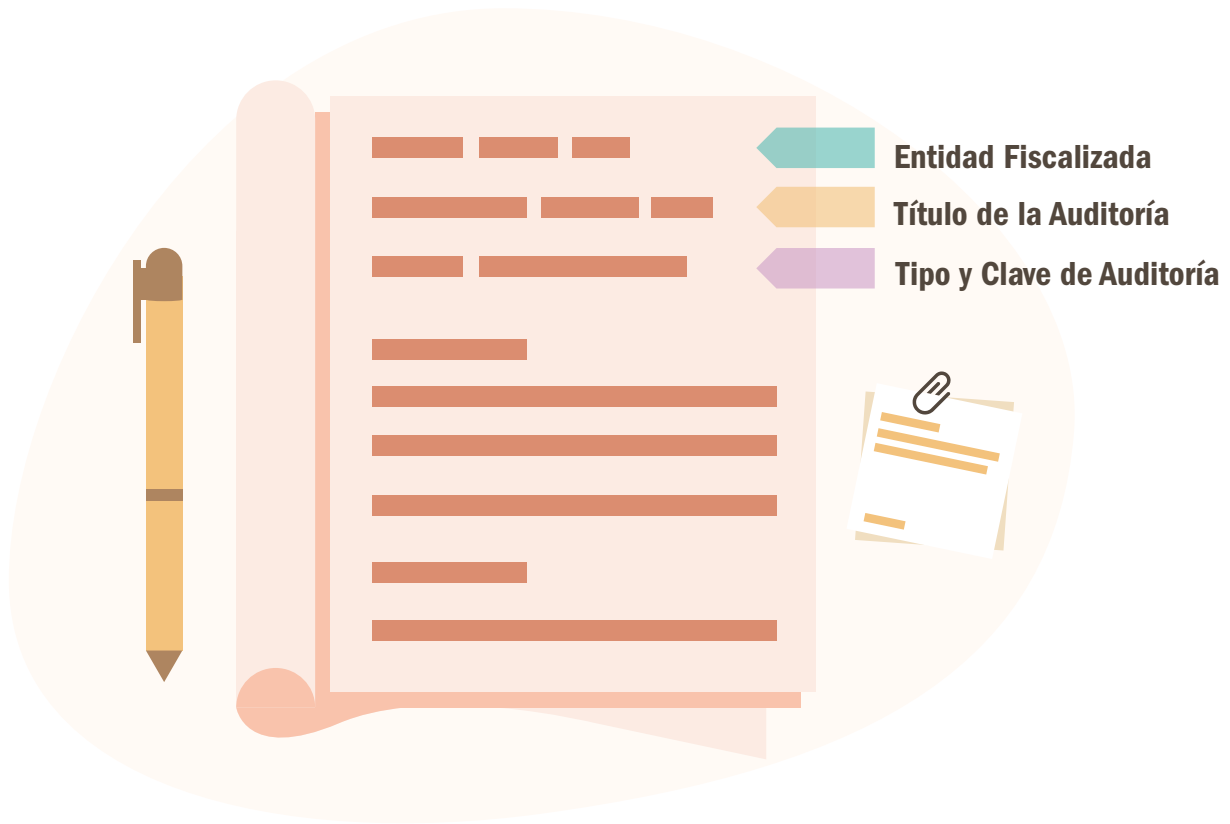 Entidad Fiscalizada
Título de la Auditoría
Tipo y Clave de Auditoría